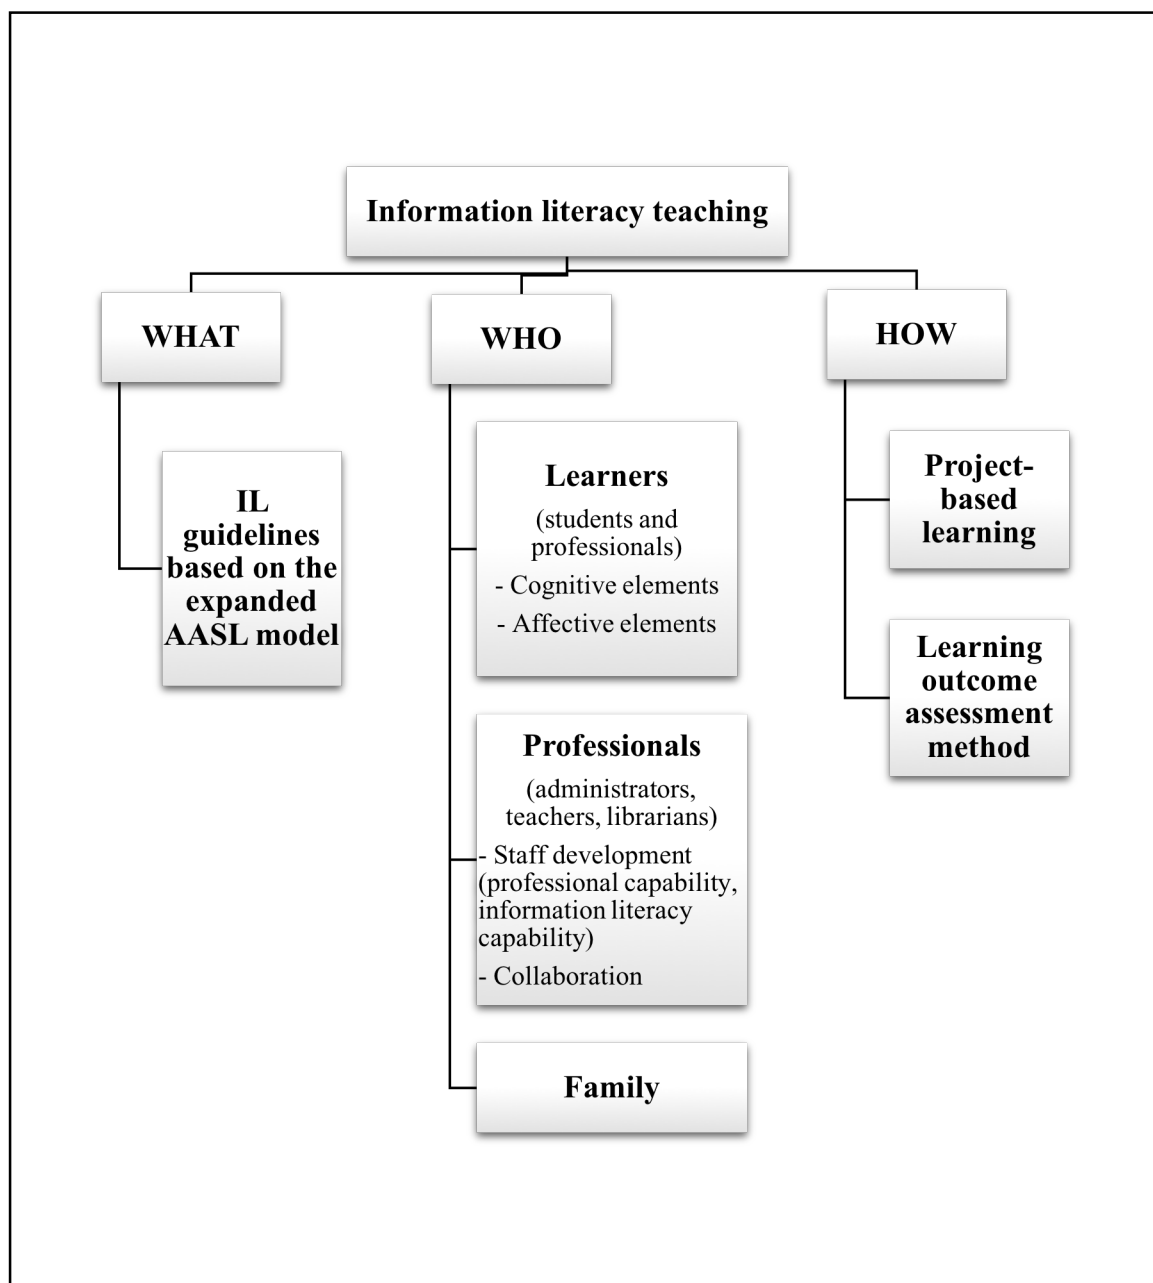 Information literacy teaching
WHAT
WHO
HOW
IL
guidelines
based on the
expanded
AASL model
Learners
(students and
professionals)
- Cognitive elements
- Affective elements
Professionals
(administrators,
teachers, librarians)
- Staff development
(professional capability,
information literacy
capability)
- Collaboration
Family
Project-
based
learning
Learning
outcome
assessment
method